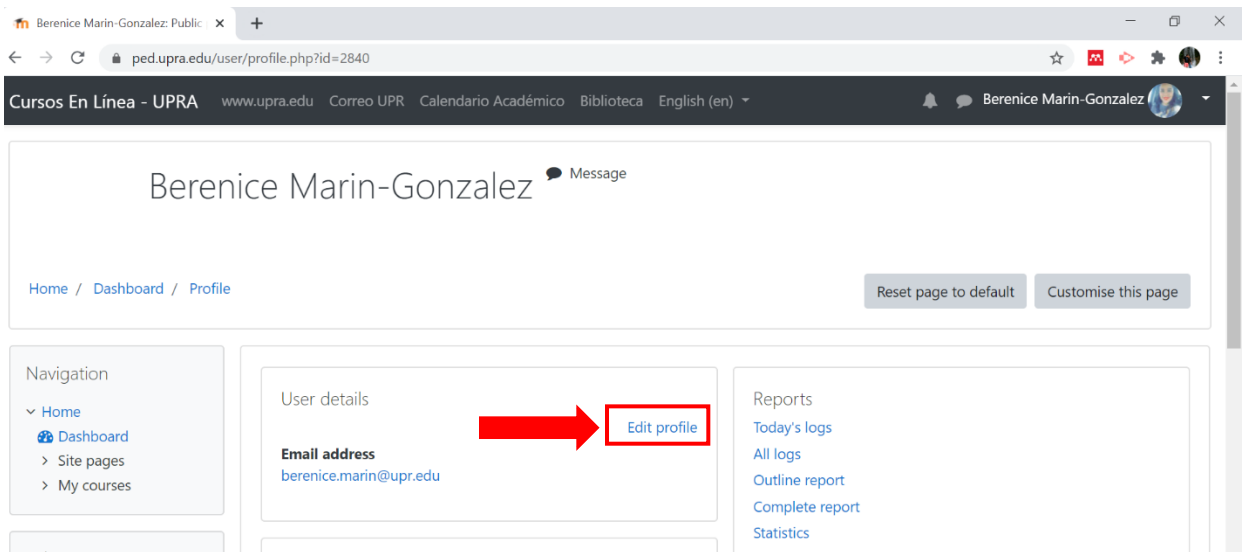 Berenice Marin-Gonzalez: Public
ped.upra.edu/user/profile.php?id=2840
Cursos En Línea - UPRA www.upra.edu Correo UPR Calendario Académico Biblioteca English (en) Berenice Marin-Gonzalez
Berenice Marin-Gonzalez Message
Home / Dashboard / Profile
Reset page to default Customise this page
Navigation
Home
Dashboard
Site pages
My courses
User details
Edit profile
Email address
berenice.marin@upr.edu
Reports
Today's logs
All logs
Outline report
Complete report
Statistics